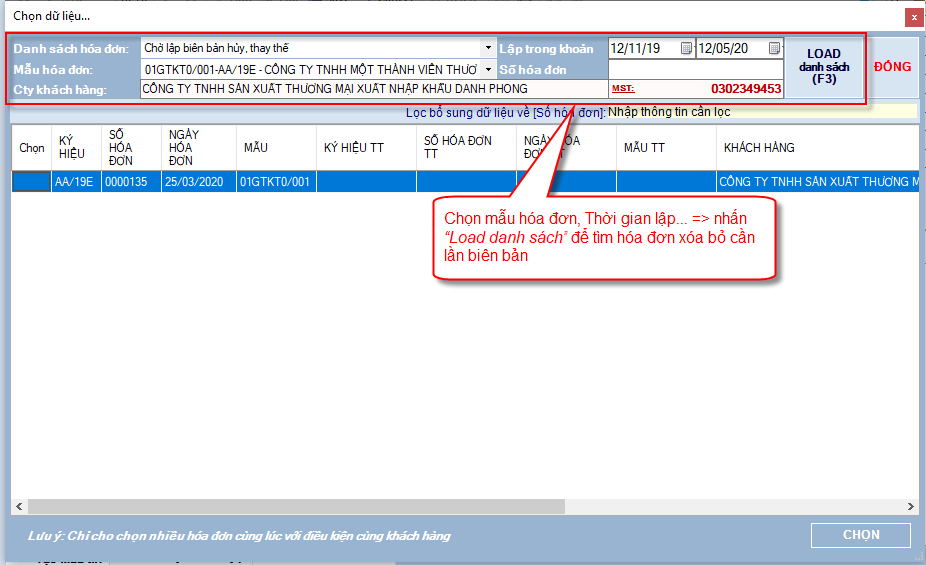 Chọn dữ liệu...
x
Danh sách hóa đơn: Chờ lập biên bản hủy, thay thế Lập trong khoản 12/11/19 12/05/20
Mẫu hóa đơn: 01GTKT0/001-AA/19E - CÔNG TY TNHH MỘT THÀNH VIÊN THƯƠ Số hóa đơn
Cty khách hàng: CÔNG TY TNHH SẢN XUẤT THƯƠNG MẠI XUẤT NHẬP KHẨU DANH PHONG MST: 0302349453
LOAD
danh sách
(F3)
ĐÓNG
Lọc bổ sung dữ liệu về [Số hóa đơn]: Nhập thông tin cần lọc
Chọn KÝ HIỆU SỐ HÓA ĐƠN NGÀY HÓA ĐƠN MẪU KÝ HIỆU TT SỐ HÓA ĐƠN TT NGÀY HÓA ĐƠN TT MẪU TT KHÁCH HÀNG
AA/19E 0000135 25/03/2020 01GTKT0/001 CÔNG TY TNHH SẢN XUẤT THƯƠNG M
Chọn mẫu hóa đơn, Thời gian lập... => nhấn
“Load danh sách” để tìm hóa đơn xóa bỏ cần
lần biên bản
Lưu ý: Chỉ cho chọn nhiều hóa đơn cùng lúc với điều kiện cùng khách hàng
CHỌN